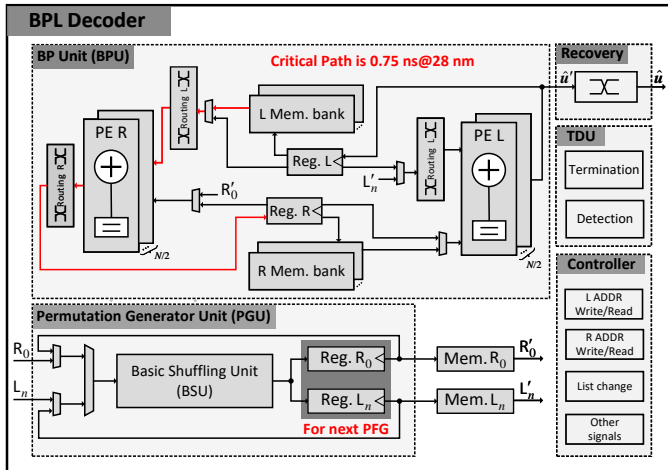 BPL Decoder
BP Unit (BPU)
Critical Path is 0.75 ns@28 nm
Recovery
û′
û
Routing L
L Mem. bank
PE R
PE L
Routing L
Routing R
Reg. L
L′n
R′0
Reg. R
R Mem. bank
N/2
N/2
TDU
Termination
Detection
Controller
L ADDR
Write/Read
R ADDR
Write/Read
List change
Other
signals
Permutation Generator Unit (PGU)
R0
Ln
Basic Shuffling Unit
(BSU)
Reg. R0
Reg. Ln
For next PFG
Mem. R0
Mem. Ln
R′0
L′n